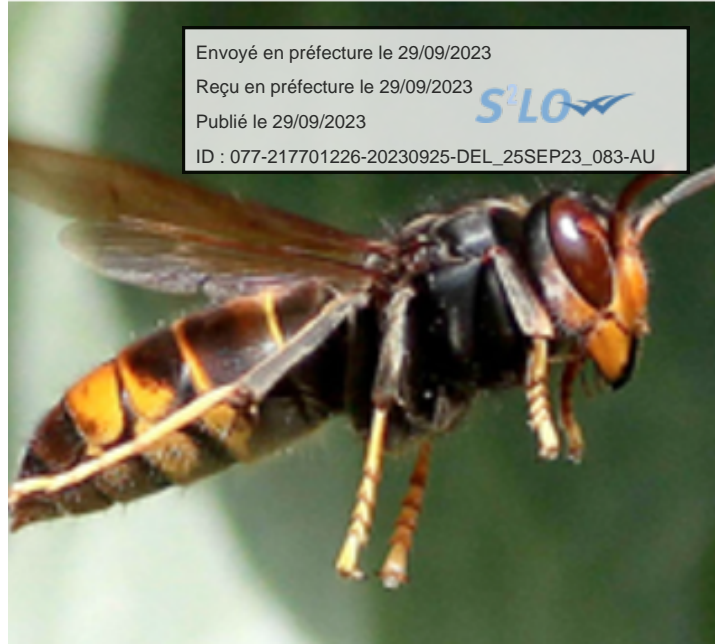 Envoyé en préfecture le 29/09/2023
Reçu en préfecture le 29/09/2023
S²LO
Publié le 29/09/2023
ID : 077-217701226-20230925-DEL_25SEP23_083-AU